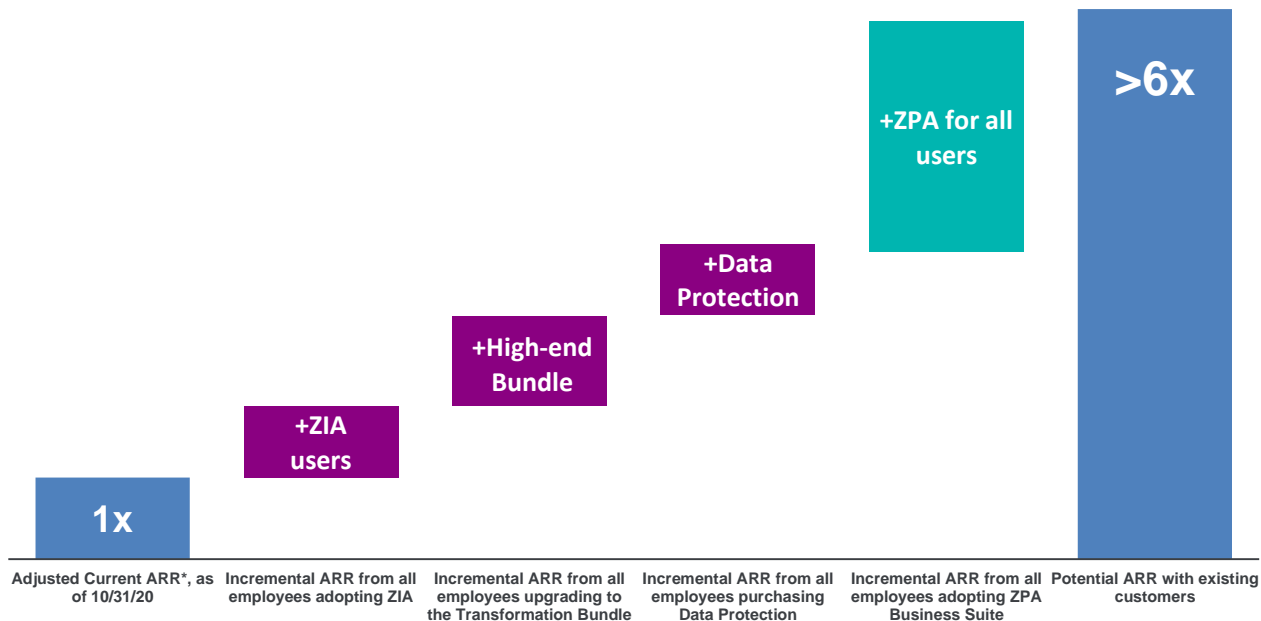 >6x
+ZPA for all
users
+Data
Protection
+High-end
Bundle
+ZIA
users
1x
Adjusted Current ARR*, as
of 10/31/20
Incremental ARR from all
employees adopting ZIA
Incremental ARR from all
employees upgrading to
the Transformation Bundle
Incremental ARR from all
employees purchasing
Data Protection
Incremental ARR from all
employees adopting ZPA
Business Suite
Potential ARR with existing
customers